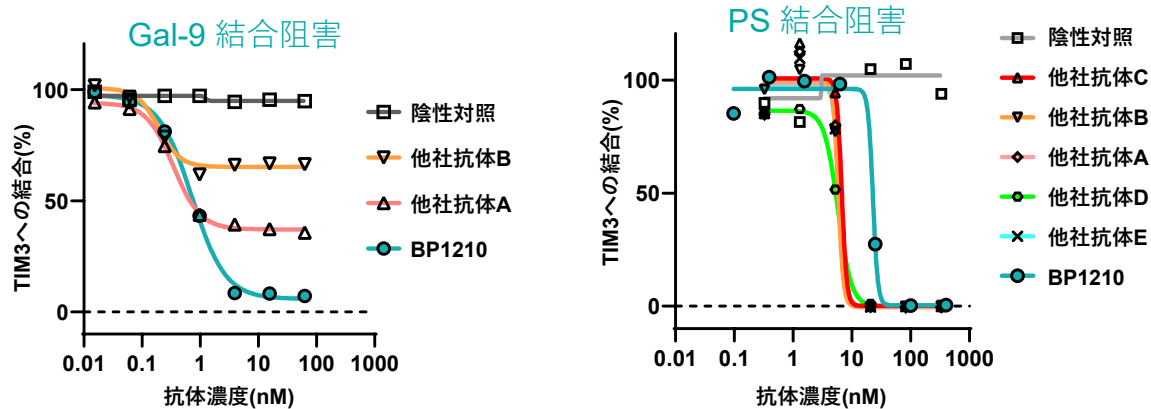 Gal-9 結合阻害
TIM3への結合(%)
100
50
0
0.01
0.1
1
10
100
1000
抗体濃度(nM)
陰性対照
他社抗体B
他社抗体A
BP1210
PS 結合阻害
TIM3への結合(%)
100
50
0
0.01
0.1
1
10
100
1000
抗体濃度(nM)
陰性対照
他社抗体C
他社抗体B
他社抗体A
他社抗体D
他社抗体E
BP1210